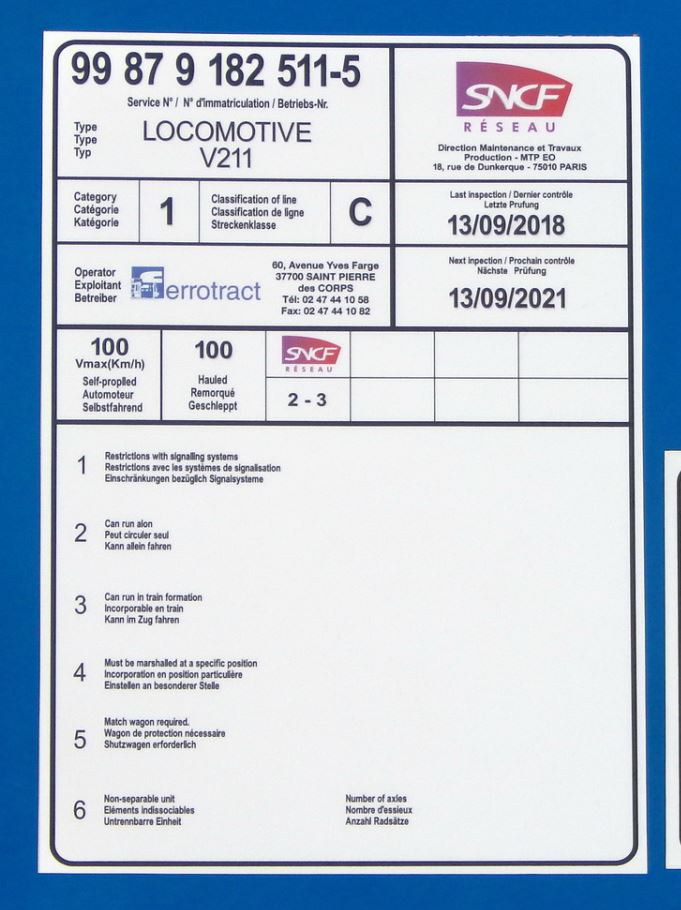 99 87 9 182 511-5
Service N° / N° d'immatriculation / Betriebs-Nr.
Type
Type
Typ
LOCOMOTIVE
V211
SNCF
RÉSEAU
Direction Maintenance et Travaux
Production - MTP EO
18, rue de Dunkerque - 75010 PARIS
Category
Catégorie
Katégorie
1
Classification of line
Classification de ligne
Streckenklasse
C
Last inspection / Dernier contrôle
Letzte Prufung
13/09/2018
Operator
Exploitant
Betreiber
Ferrotract
60, Avenue Yves Farge
37700 SAINT PIERRE
des CORPS
Tél: 02 47 44 10 58
Fax: 02 47 44 10 82
Next inpection / Prochain contrôle
Nächste Prüfung
13/09/2021
100
Vmax(Km/h)
Self-proplled
Automoteur
Selbstfahrend
100
Hauled
Remorqué
Geschleppt
SNCF
RÉSEAU
2 - 3
1
Restrictions with signalling systems
Restrictions avec les systèmes de signalisation
Einschränkungen bezüglich Signalsysteme
2
Can run alon
Peut circuler seul
Kann allein fahren
3
Can run in train formation
Incorporable en train
Kann im Zug fahren
4
Must be marshalled at a specific position
Incorporation en position particulière
Einstellen an besonderer Stelle
5
Match wagon required.
Wagon de protection nécessaire
Shutzwagen erforderlich
6
Non-separable unit
Eléments indissociables
Untrennbarre Einheit
Number of axies
Nombre d'essieux
Anzahl Radsätze